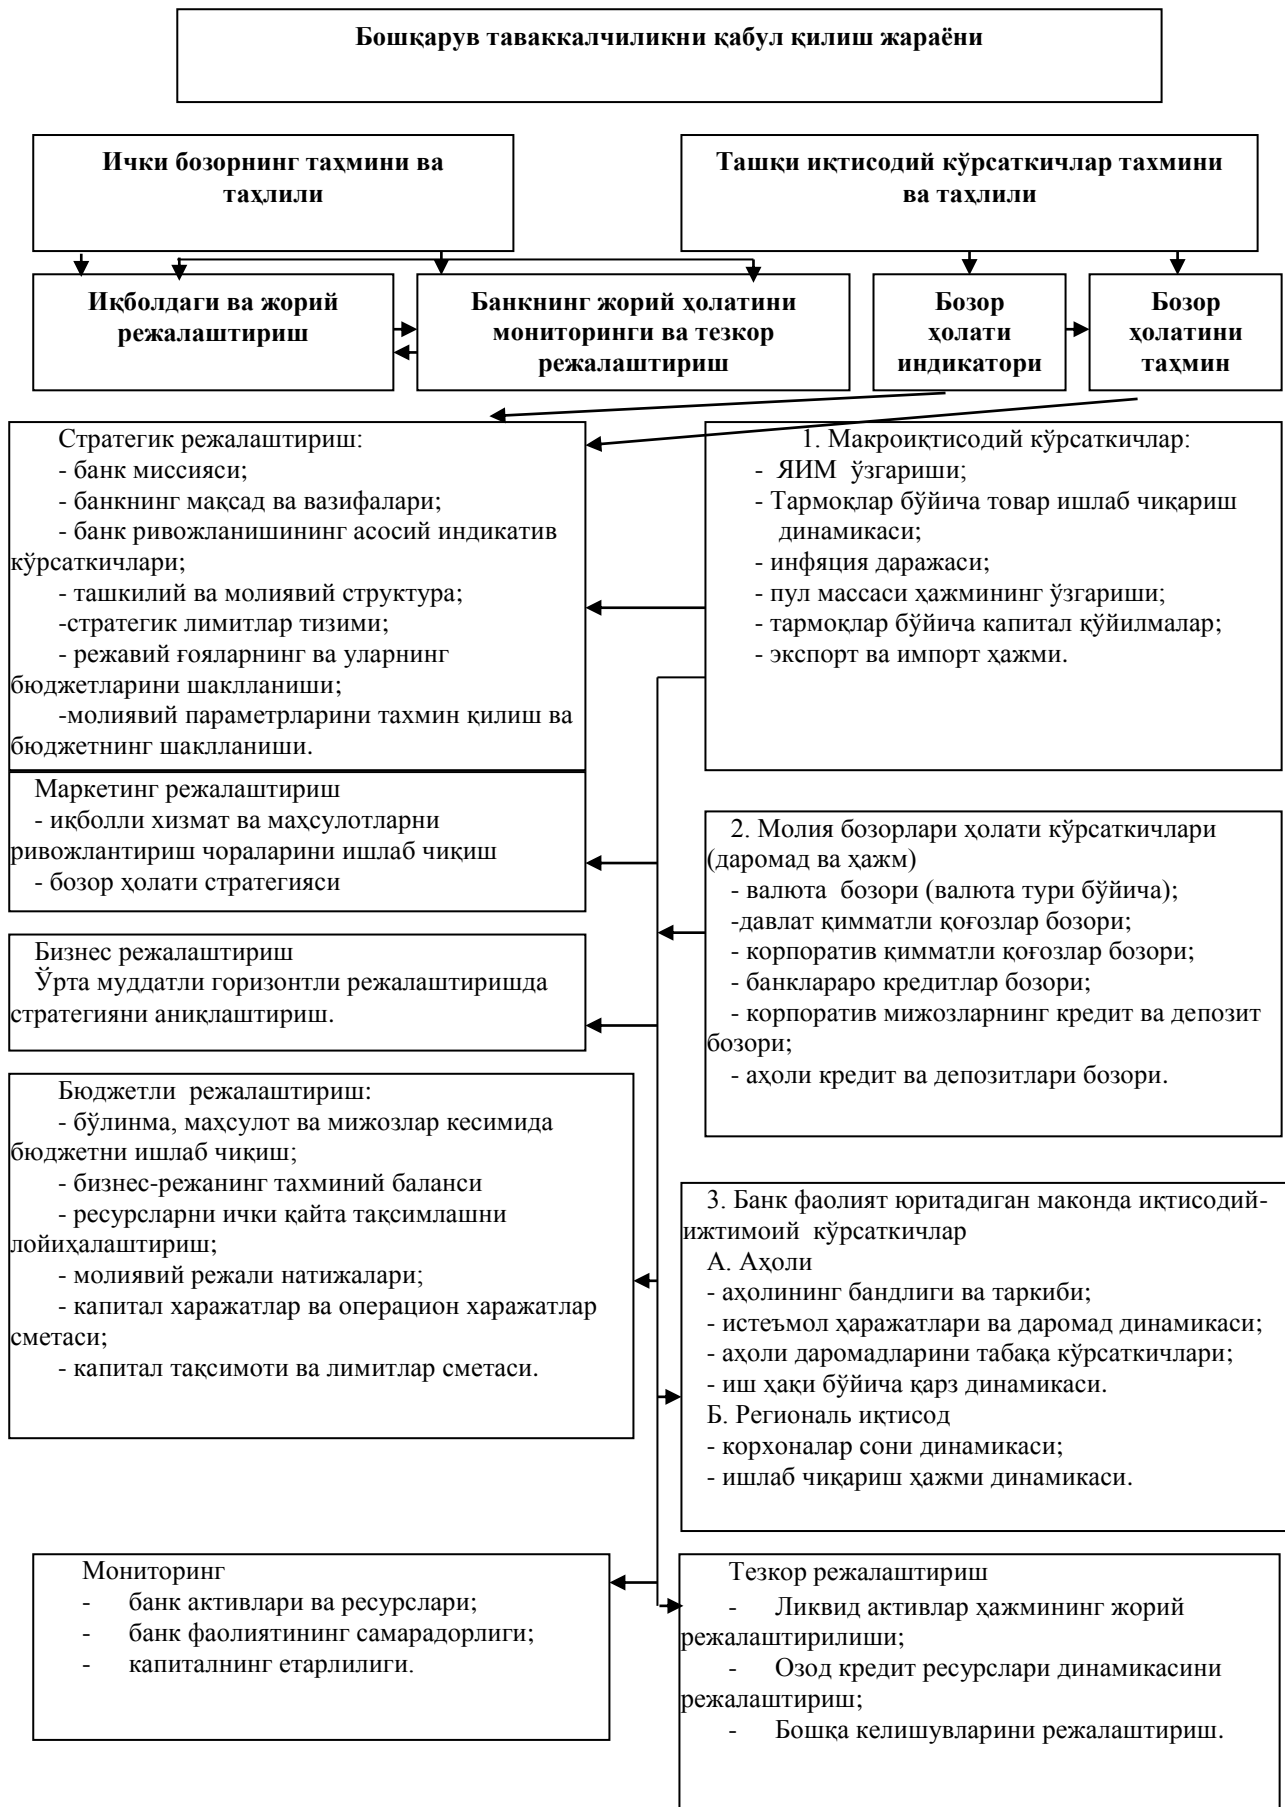 Бошқарув таваккалчиликни қабул қилиш жараёни
Ички бозорнинг таҳмини ва
таҳлили
Ташқи иқтисодий кўрсаткичлар тахмини
ва таҳлили
Иқболдаги ва жорий
режалаштириш
Банкнинг жорий ҳолатини
мониторинги ва тезкор
режалаштириш
Бозор
ҳолати
индикатори
Бозор
ҳолатини
таҳмин
Стратегик режалаштириш:
- банк миссияси;
- банкнинг мақсад ва вазифалари;
- банк ривожланишининг асосий индикатив
кўрсаткичлари;
- ташкилий ва молиявий структура;
-стратегик лимитлар тизими;
- режавий ғояларнинг ва уларнинг
бюджетларини шаклланиши;
-молиявий параметрларини тахмин қилиш ва
бюджетнинг шаклланиши.
Маркетинг режалаштириш
- иқболли хизмат ва маҳсулотларни
ривожлантириш чораларини ишлаб чиқиш
- бозор ҳолати стратегияси
Бизнес режалаштириш
Ўрта муддатли горизонтли режалаштиришда
стратегияни аниқлаштириш.
Бюджетли режалаштириш:
- бўлинма, маҳсулот ва мижозлар кесимида
бюджетни ишлаб чиқиш;
- бизнес-режанинг тахминий баланси
- ресурсларни ички қайта тақсимлашни
лойиҳалаштириш;
- молиявий режали натижалари;
- капитал харажатлар ва операцион харажатлар
сметаси;
- капитал тақсимоти ва лимитлар сметаси.
Мониторинг
- банк активлари ва ресурслари;
- банк фаолиятининг самарадорлиги;
- капиталнинг етарлилиги.
1. Макроиқтисодий кўрсаткичлар:
- ЯИМ ўзгариши;
- Тармоқлар бўйича товар ишлаб чиқариш
динамикаси;
- инфяция даражаси;
- пул массаси ҳажмининг ўзгариши;
- тармоқлар бўйича капитал қўйилмалар;
- экспорт ва импорт ҳажми.
2. Молия бозорлари ҳолати кўрсаткичлари
(даромад ва ҳажм)
- валюта бозори (валюта тури бўйича);
-давлат қимматли қоғозлар бозори;
- корпоратив қимматли қоғозлар бозори;
- банклараро кредитлар бозори;
- корпоратив мижозларнинг кредит ва депозит
бозори;
- аҳоли кредит ва депозитлари бозори.
3. Банк фаолият юритадиган маконда иқтисодий-
ижтимоий кўрсаткичлар
А. Аҳоли
- аҳолининг бандлиги ва таркиби;
- истеъмол ҳаражатлари ва даромад динамикаси;
- аҳоли даромадларини табақа кўрсаткичлари;
- иш ҳақи бўйича қарз динамикаси.
Б. Региональ иқтисод
- корхоналар сони динамикаси;
- ишлаб чиқариш ҳажми динамикаси.
Тезкор режалаштириш
- Ликвид активлар ҳажмининг жорий
режалаштирилиши;
- Озод кредит ресурслари динамикасини
режалаштириш;
- Бошқа келишувларини режалаштириш.